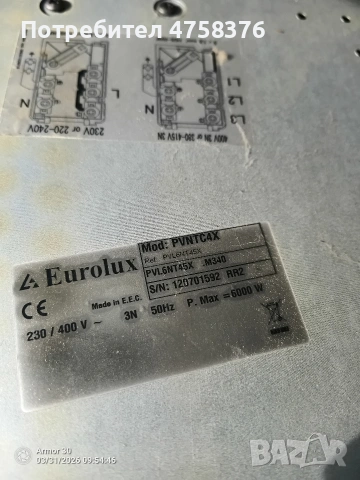 Потребител 4758376
N
230V or 220-240V
N
400V 3N or 380-415V 3N
L1
L2
L3
Eurolux
Mod: PVNTC4X
Ref: PVL6NT45X
PVL6NT45X M340
S/N: 120701592 RR2
CE Made in E.E.C.
230 / 400 V ~ 3N 50Hz P. Max = 6000 W
Armor 30
03/31/2026 09:54:46
BAZAR